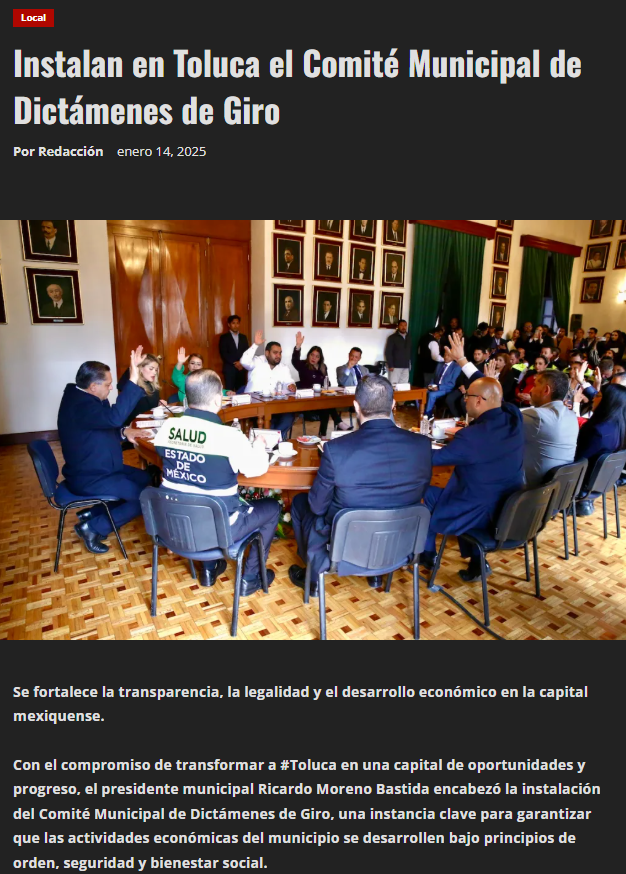 Local
Instalan en Toluca el Comité Municipal de
Dictámenes de Giro
Por Redacción enero 14, 2025
SALUD
ESTADO
DE
MÉXICO
Se fortalece la transparencia, la legalidad y el desarrollo económico en la capital
mexiquense.
Con el compromiso de transformar a #Toluca en una capital de oportunidades y
progreso, el presidente municipal Ricardo Moreno Bastida encabezó la instalación
del Comité Municipal de Dictámenes de Giro, una instancia clave para garantizar
que las actividades económicas del municipio se desarrollen bajo principios de
orden, seguridad y bienestar social.